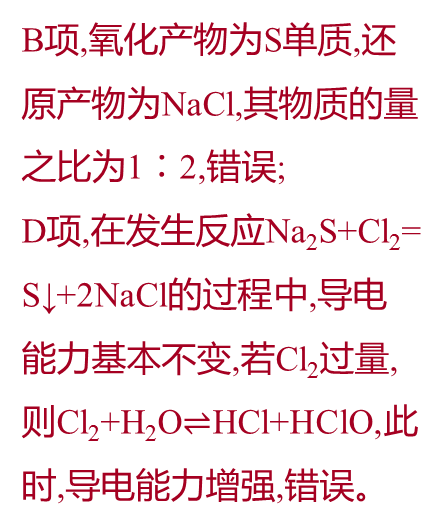 B项,氧化产物为S单质,还
原产物为NaCl,其物质的量
之比为1∶2,错误;
D项,在发生反应Na₂S+Cl₂=
S↓+2NaCl的过程中,导电
能力基本不变,若Cl₂过量,
则Cl₂+H₂O⇌HCl+HClO,此
时,导电能力增强,错误。